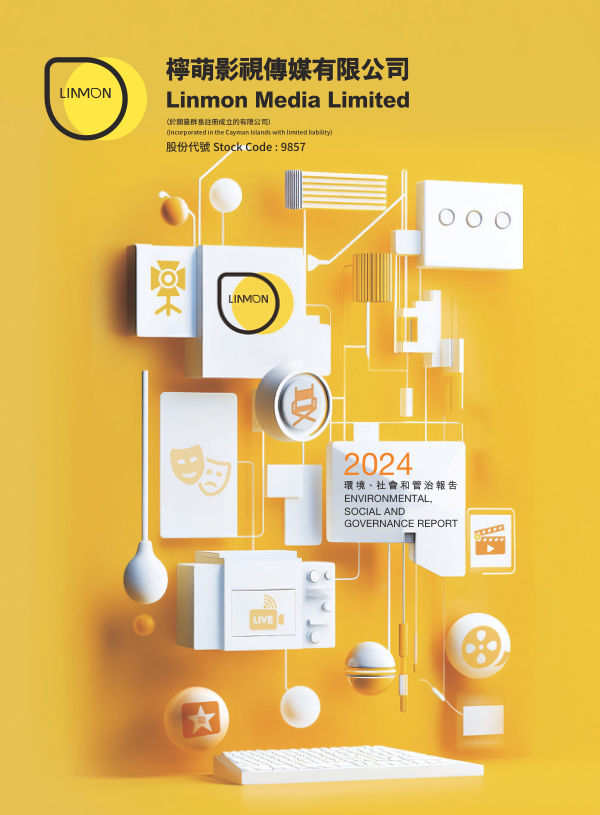 LINMON
檸萌影視傳媒有限公司
Linmon Media Limited
(於開曼群島註冊成立的有限公司)
(Incorporated in the Cayman Islands with limited liability)
股份代號 Stock Code : 9857
LINMON
2024
環境、社會和管治報告
ENVIRONMENTAL,
SOCIAL AND
GOVERNANCE REPORT
LIVE